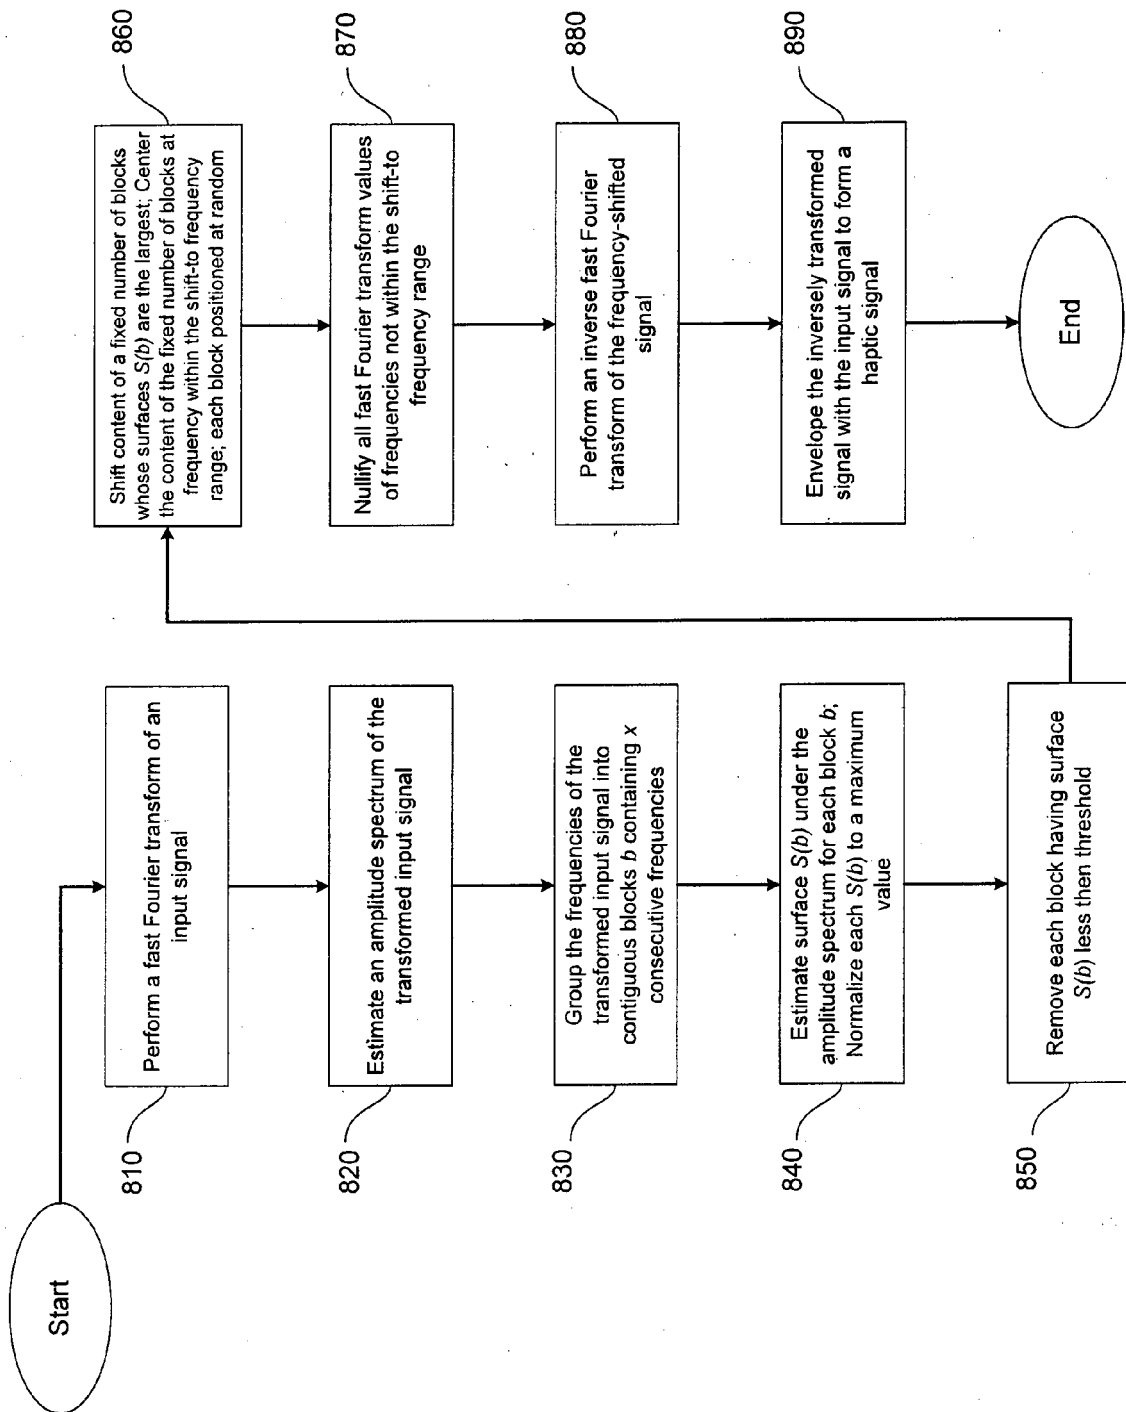 Start
810
Perform a fast Fourier transform of an
input signal
820
Estimate an amplitude spectrum of the
transformed input signal
830
Group the frequencies of the
transformed input signal into
contiguous blocks b containing x
consecutive frequencies
840
Estimate surface S(b) under the
amplitude spectrum for each block b;
Normalize each S(b) to a maximum
value
850
Remove each block having surface
S(b) less then threshold
860
Shift content of a fixed number of blocks
whose surfaces S(b) are the largest; Center
the content of the fixed number of blocks at
frequency within the shift-to frequency
range; each block positioned at random
870
Nullify all fast Fourier transform values
of frequencies not within the shift-to
frequency range
880
Perform an inverse fast Fourier
transform of the frequency-shifted
signal
890
Envelope the inversely transformed
signal with the input signal to form a
haptic signal
End